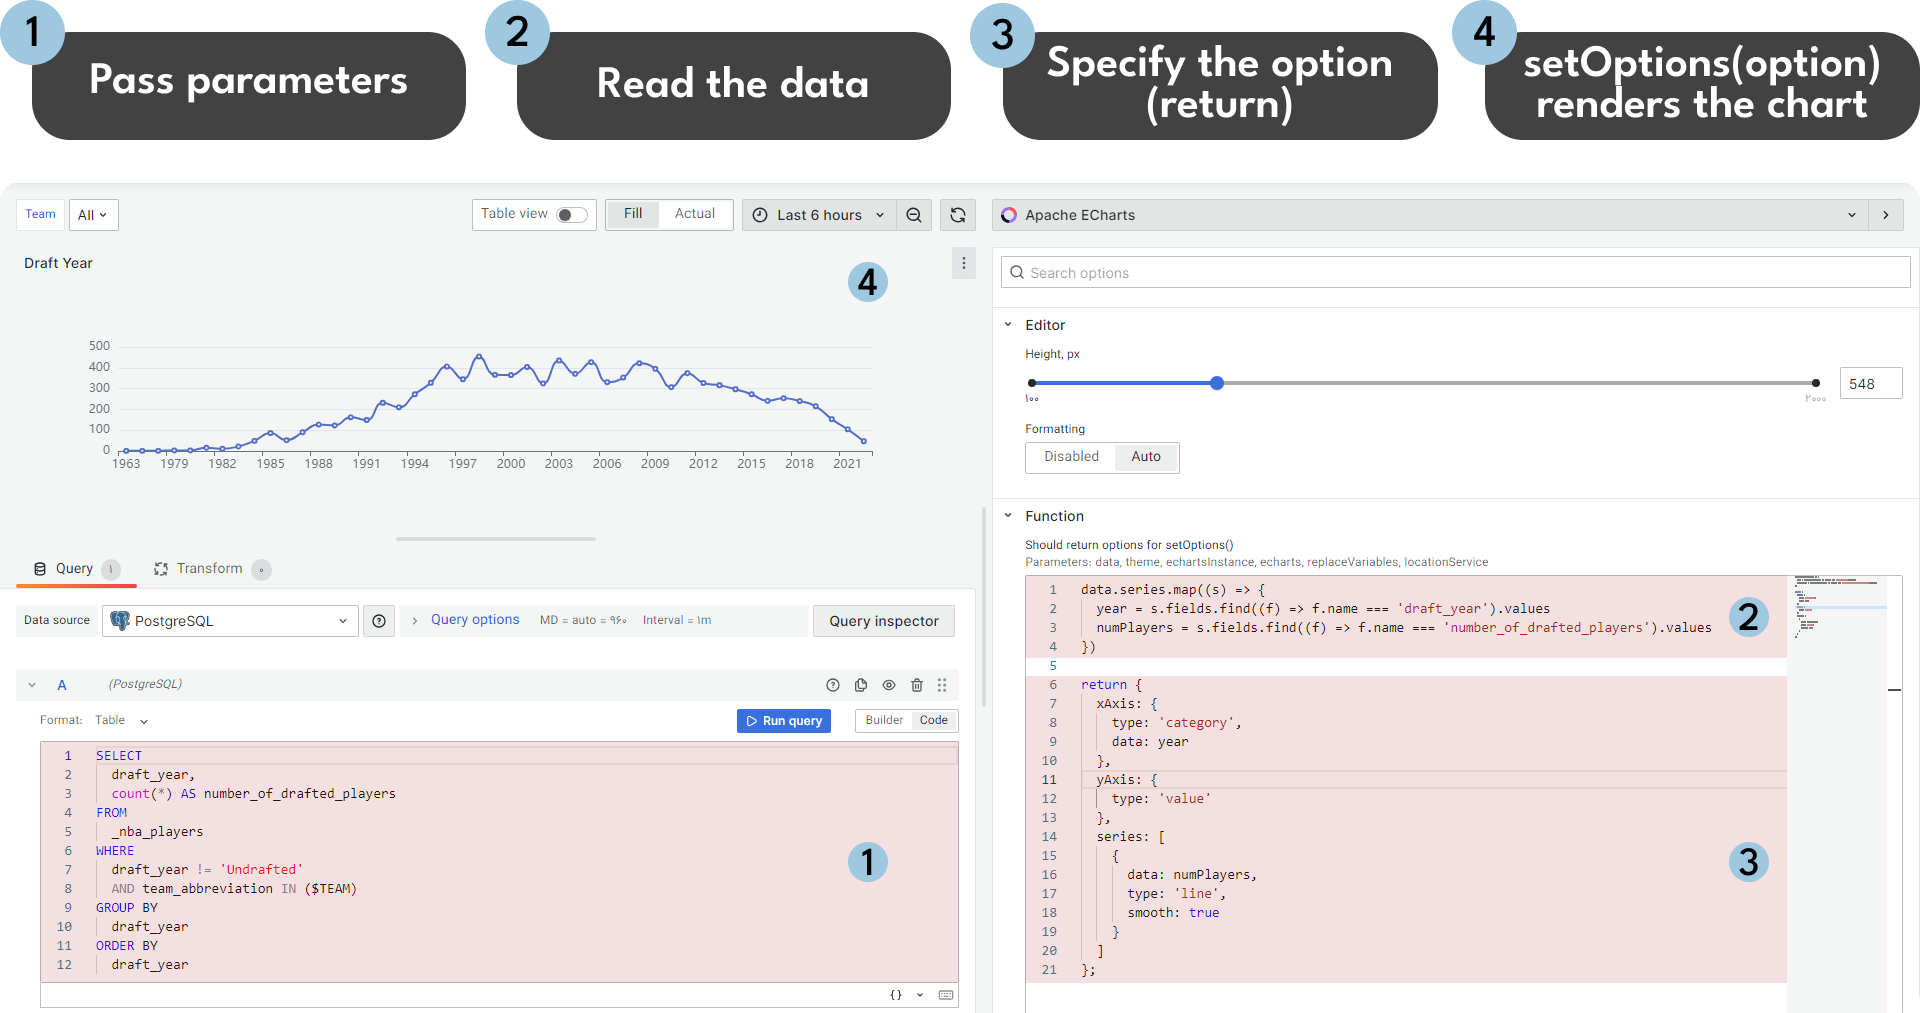 1
Pass parameters
2
Read the data
3
Specify the option
(return)
4
setOptions(option)
renders the chart
Team
All
Table view
Fill
Actual
Last 6 hours
Apache ECharts
Draft Year
4
Search options
Editor
Height, px
۱۰۰
۲۰۰۰
548
Formatting
Disabled
Auto
500
400
300
200
100
0
1963 1979 1982 1985 1988 1991 1994 1997 2000 2003 2006 2009 2012 2015 2018 2021
Function
Should return options for setOptions()
Parameters: data, theme, echartsInstance, echarts, replaceVariables, locationService
Query ۱
Transform ۰
Data source
PostgreSQL
Query options
MD = auto = ۹۶۰
Interval = ۱m
Query inspector
A
(PostgreSQL)
Format: Table
Run query
Builder
Code
1 SELECT
2 draft_year,
3 count(*) AS number_of_drafted_players
4 FROM
5 _nba_players
6 WHERE
7 draft_year != 'Undrafted'
8 AND team_abbreviation IN ($TEAM)
9 GROUP BY
10 draft_year
11 ORDER BY
12 draft_year
1
{}
1 data.series.map((s) => {
2 year = s.fields.find((f) => f.name === 'draft_year').values
3 numPlayers = s.fields.find((f) => f.name === 'number_of_drafted_players').values
4 })
5
2
6 return {
7 xAxis: {
8 type: 'category',
9 data: year
10 },
11 yAxis: {
12 type: 'value'
13 },
14 series: [
15 {
16 data: numPlayers,
17 type: 'line',
18 smooth: true
19 }
20 ]
21 };
3